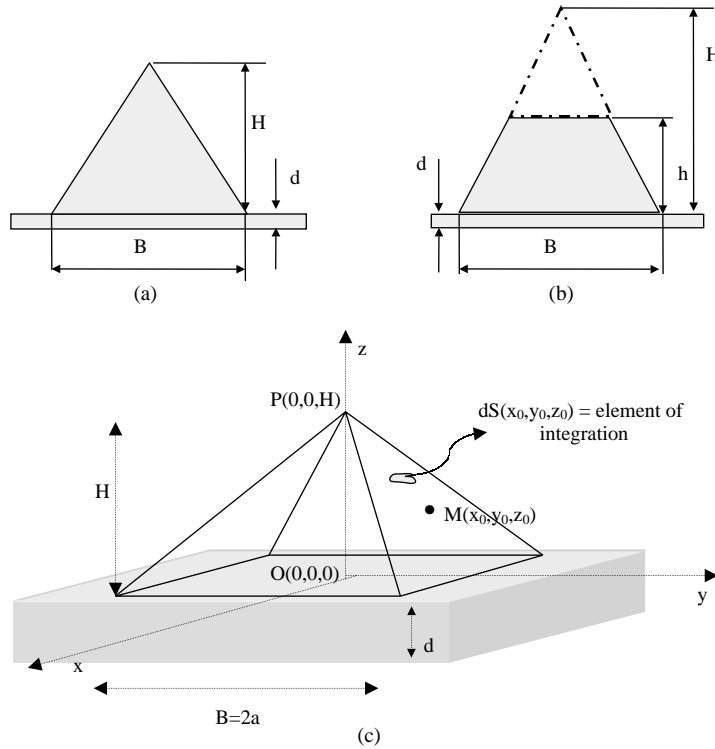 H
d
B
(a)
H
d
h
B
(b)
z
P(0,0,H)
dS(x₀,y₀,z₀) = element of
integration
H
M(x₀,y₀,z₀)
O(0,0,0)
y
d
x
B=2a
(c)